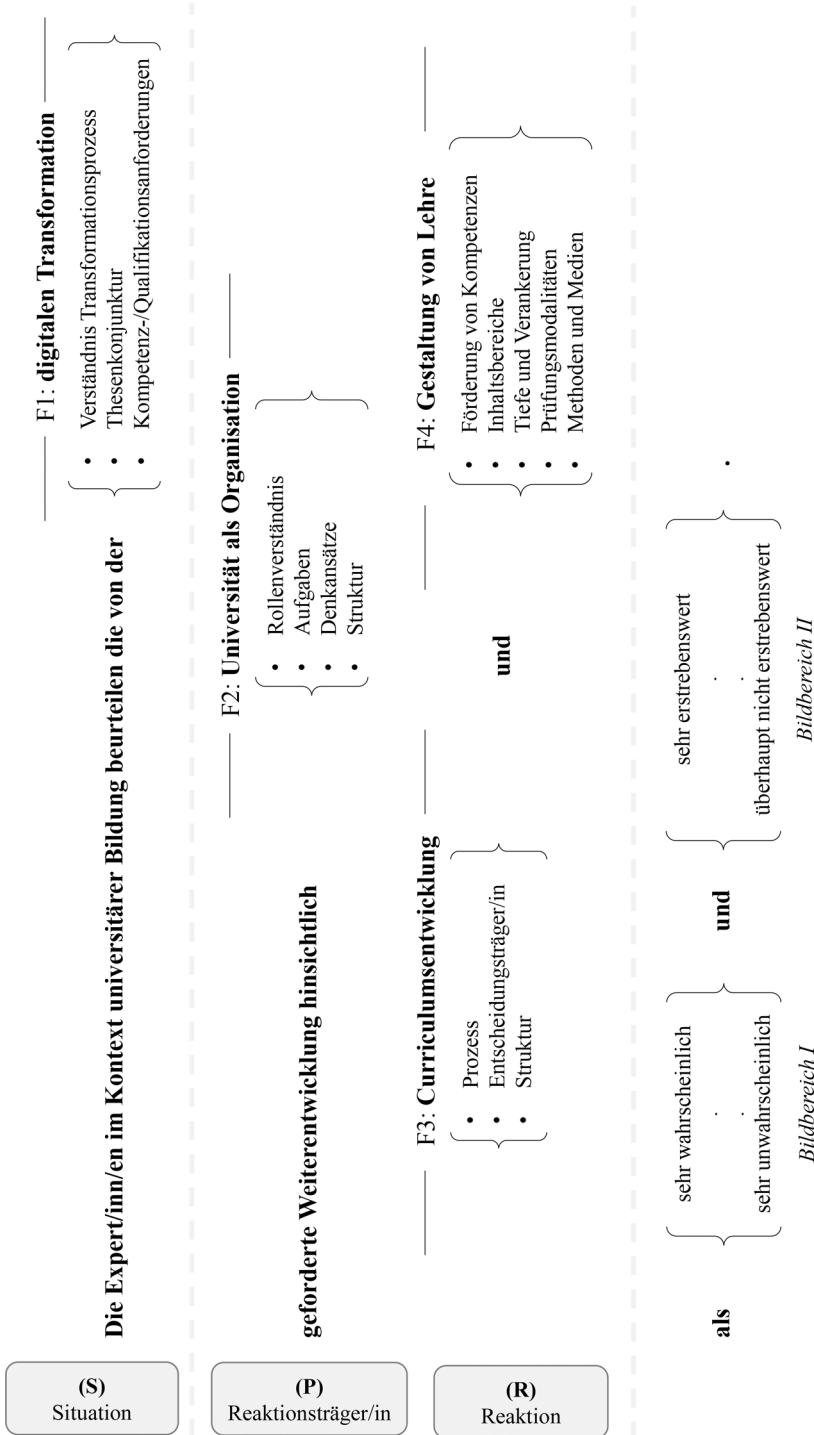 (S)
Situation
Die Expert/inn/en im Kontext universitärer Bildung beurteilen die von der
F1: digitalen Transformation
• Verständnis Transformationsprozess
• Thesenkonjunktur
• Kompetenz-/Qualifikationsanforderungen
(P)
Reaktionsträger/in
geforderte Weiterentwicklung hinsichtlich
F2: Universität als Organisation
• Rollenverständnis
• Aufgaben
• Denkansätze
• Struktur
(R)
Reaktion
F3: Curriculumsentwicklung
• Prozess
• Entscheidungsträger/in
• Struktur
und
F4: Gestaltung von Lehre
• Förderung von Kompetenzen
• Inhaltsbereiche
• Tiefe und Verankerung
• Prüfungsmodalitäten
• Methoden und Medien
als
sehr wahrscheinlich
.
.
sehr unwahrscheinlich
Bildbereich I
und
sehr erstrebenswert
.
.
überhaupt nicht erstrebenswert
Bildbereich II
.